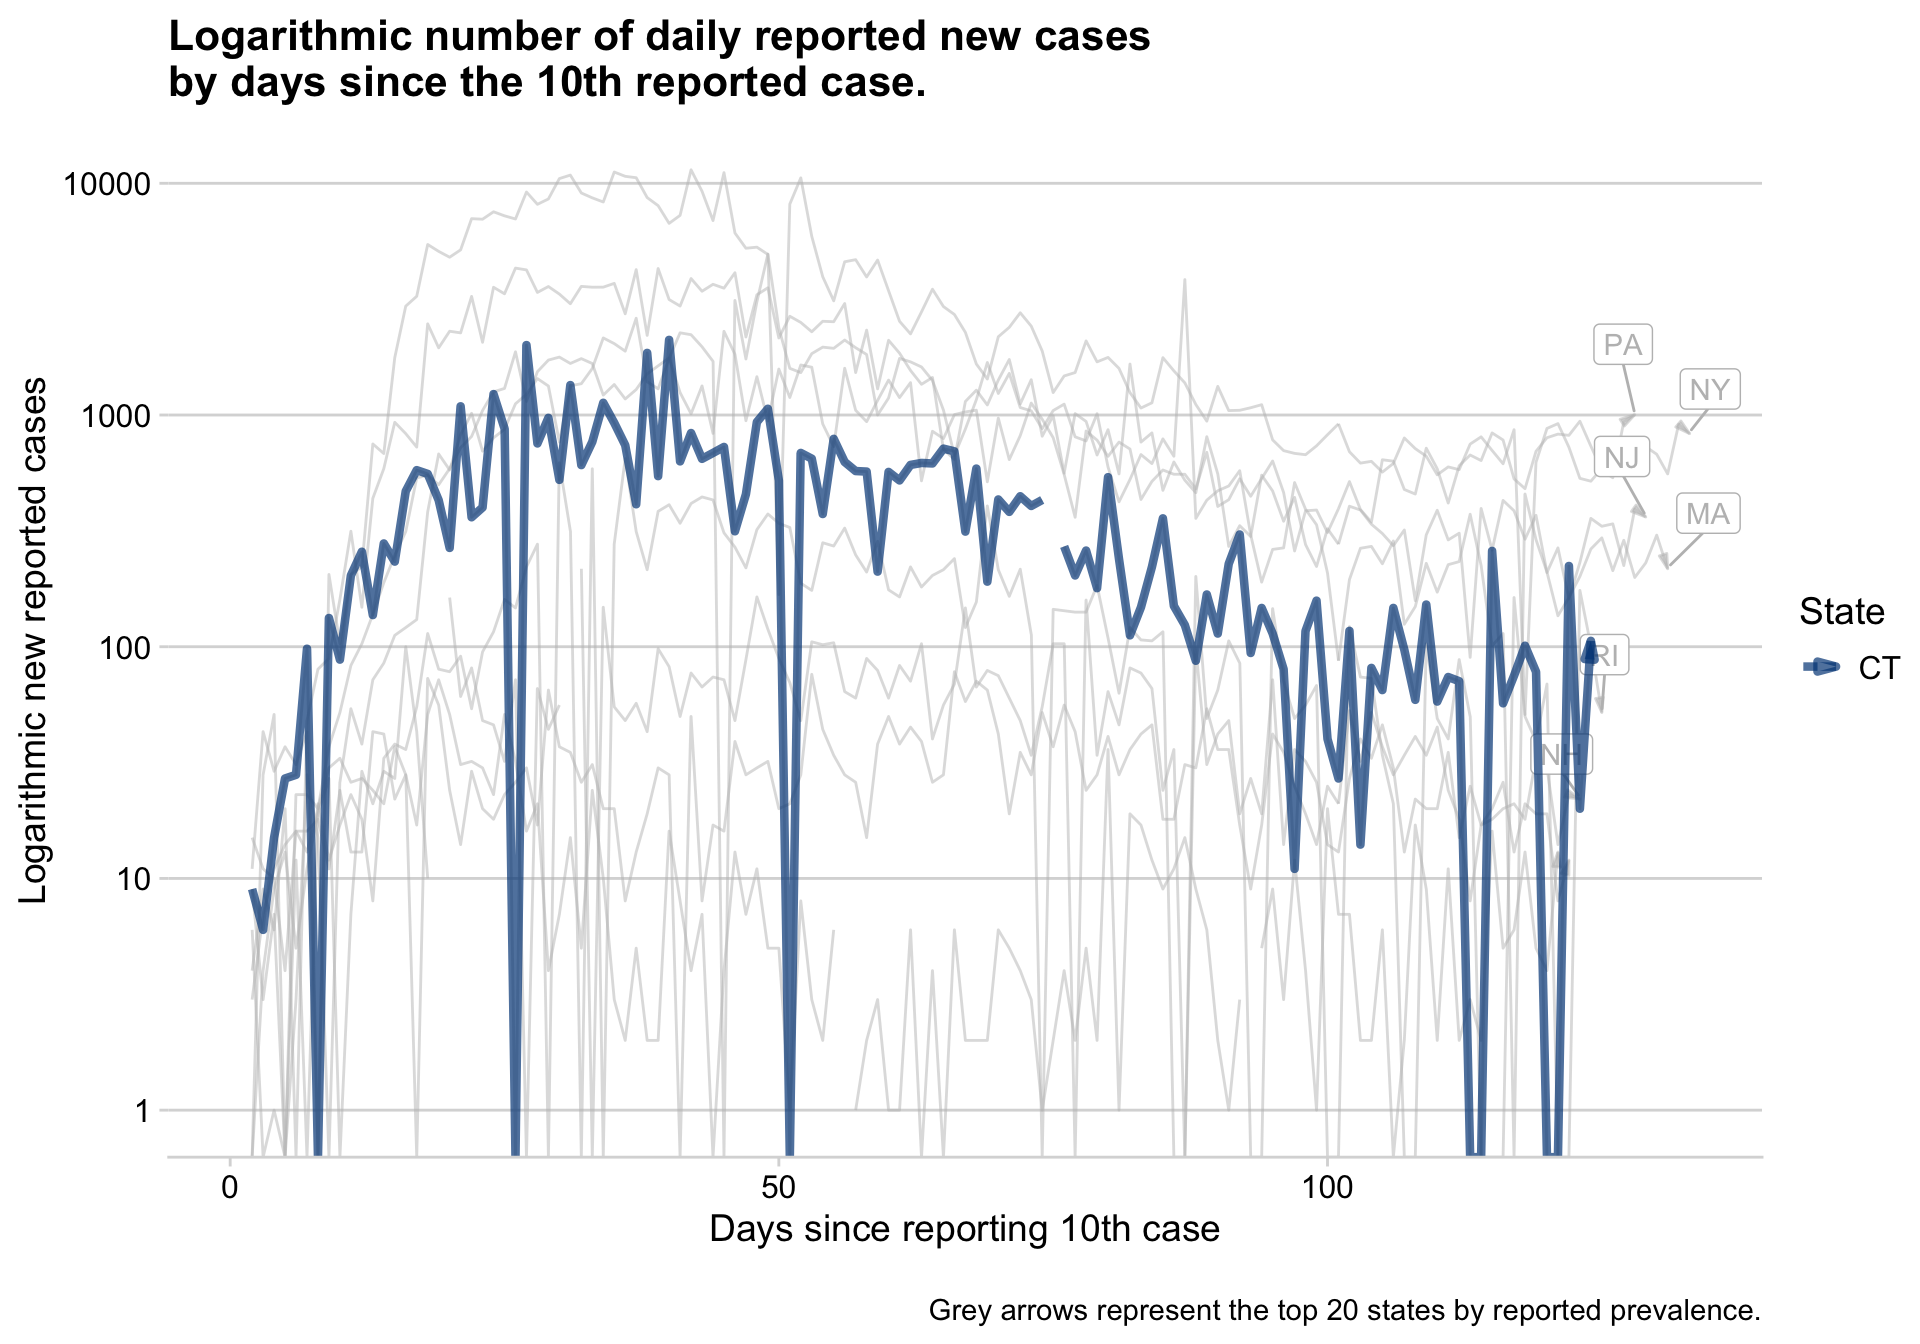 Logarithmic number of daily reported new cases
by days since the 10th reported case.
Logarithmic new reported cases
10000
1000
100
10
1
PA
NY
NJ
MA
RI
NH
State
CT
0
50
100
Days since reporting 10th case
Grey arrows represent the top 20 states by reported prevalence.